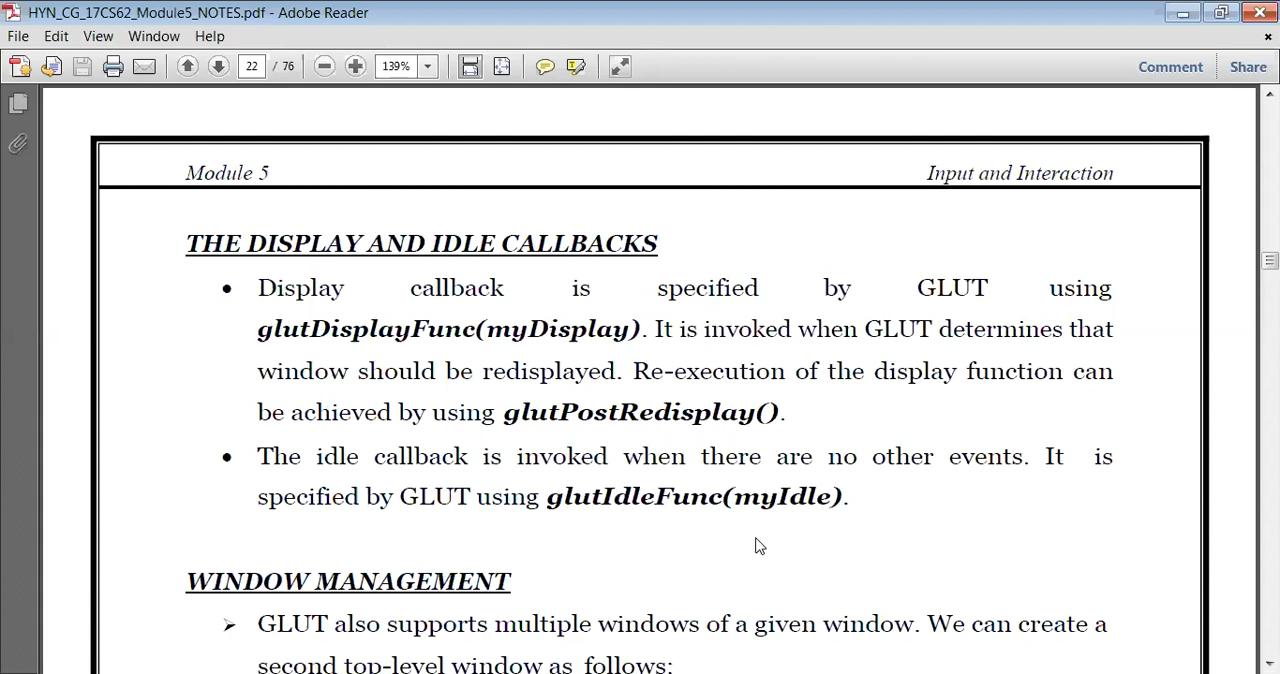 HYN_CG_17CS62_Module5_NOTES.pdf - Adobe Reader
File Edit View Window Help
22 / 76 139% Comment Share
Module 5 Input and Interaction
THE DISPLAY AND IDLE CALLBACKS
• Display callback is specified by GLUT using
glutDisplayFunc(myDisplay). It is invoked when GLUT determines that
window should be redisplayed. Re-execution of the display function can
be achieved by using glutPostRedisplay().
• The idle callback is invoked when there are no other events. It is
specified by GLUT using glutIdleFunc(myIdle).
WINDOW MANAGEMENT
➢ GLUT also supports multiple windows of a given window. We can create a
second top-level window as follows;